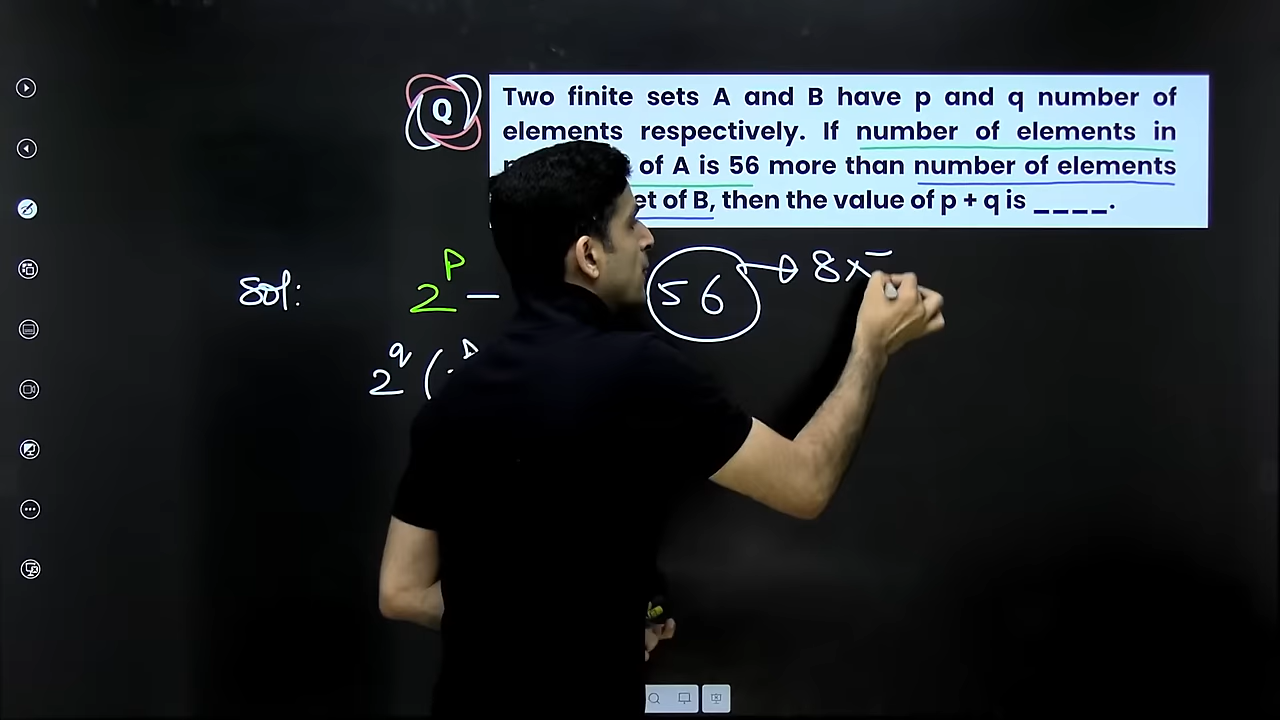 Q
Two finite sets A and B have p and q number of
elements respectively. If number of elements in
of A is 56 more than number of elements
of B, then the value of p + q is ____.
Sol: 2^p − 56 → 8×
2^q (